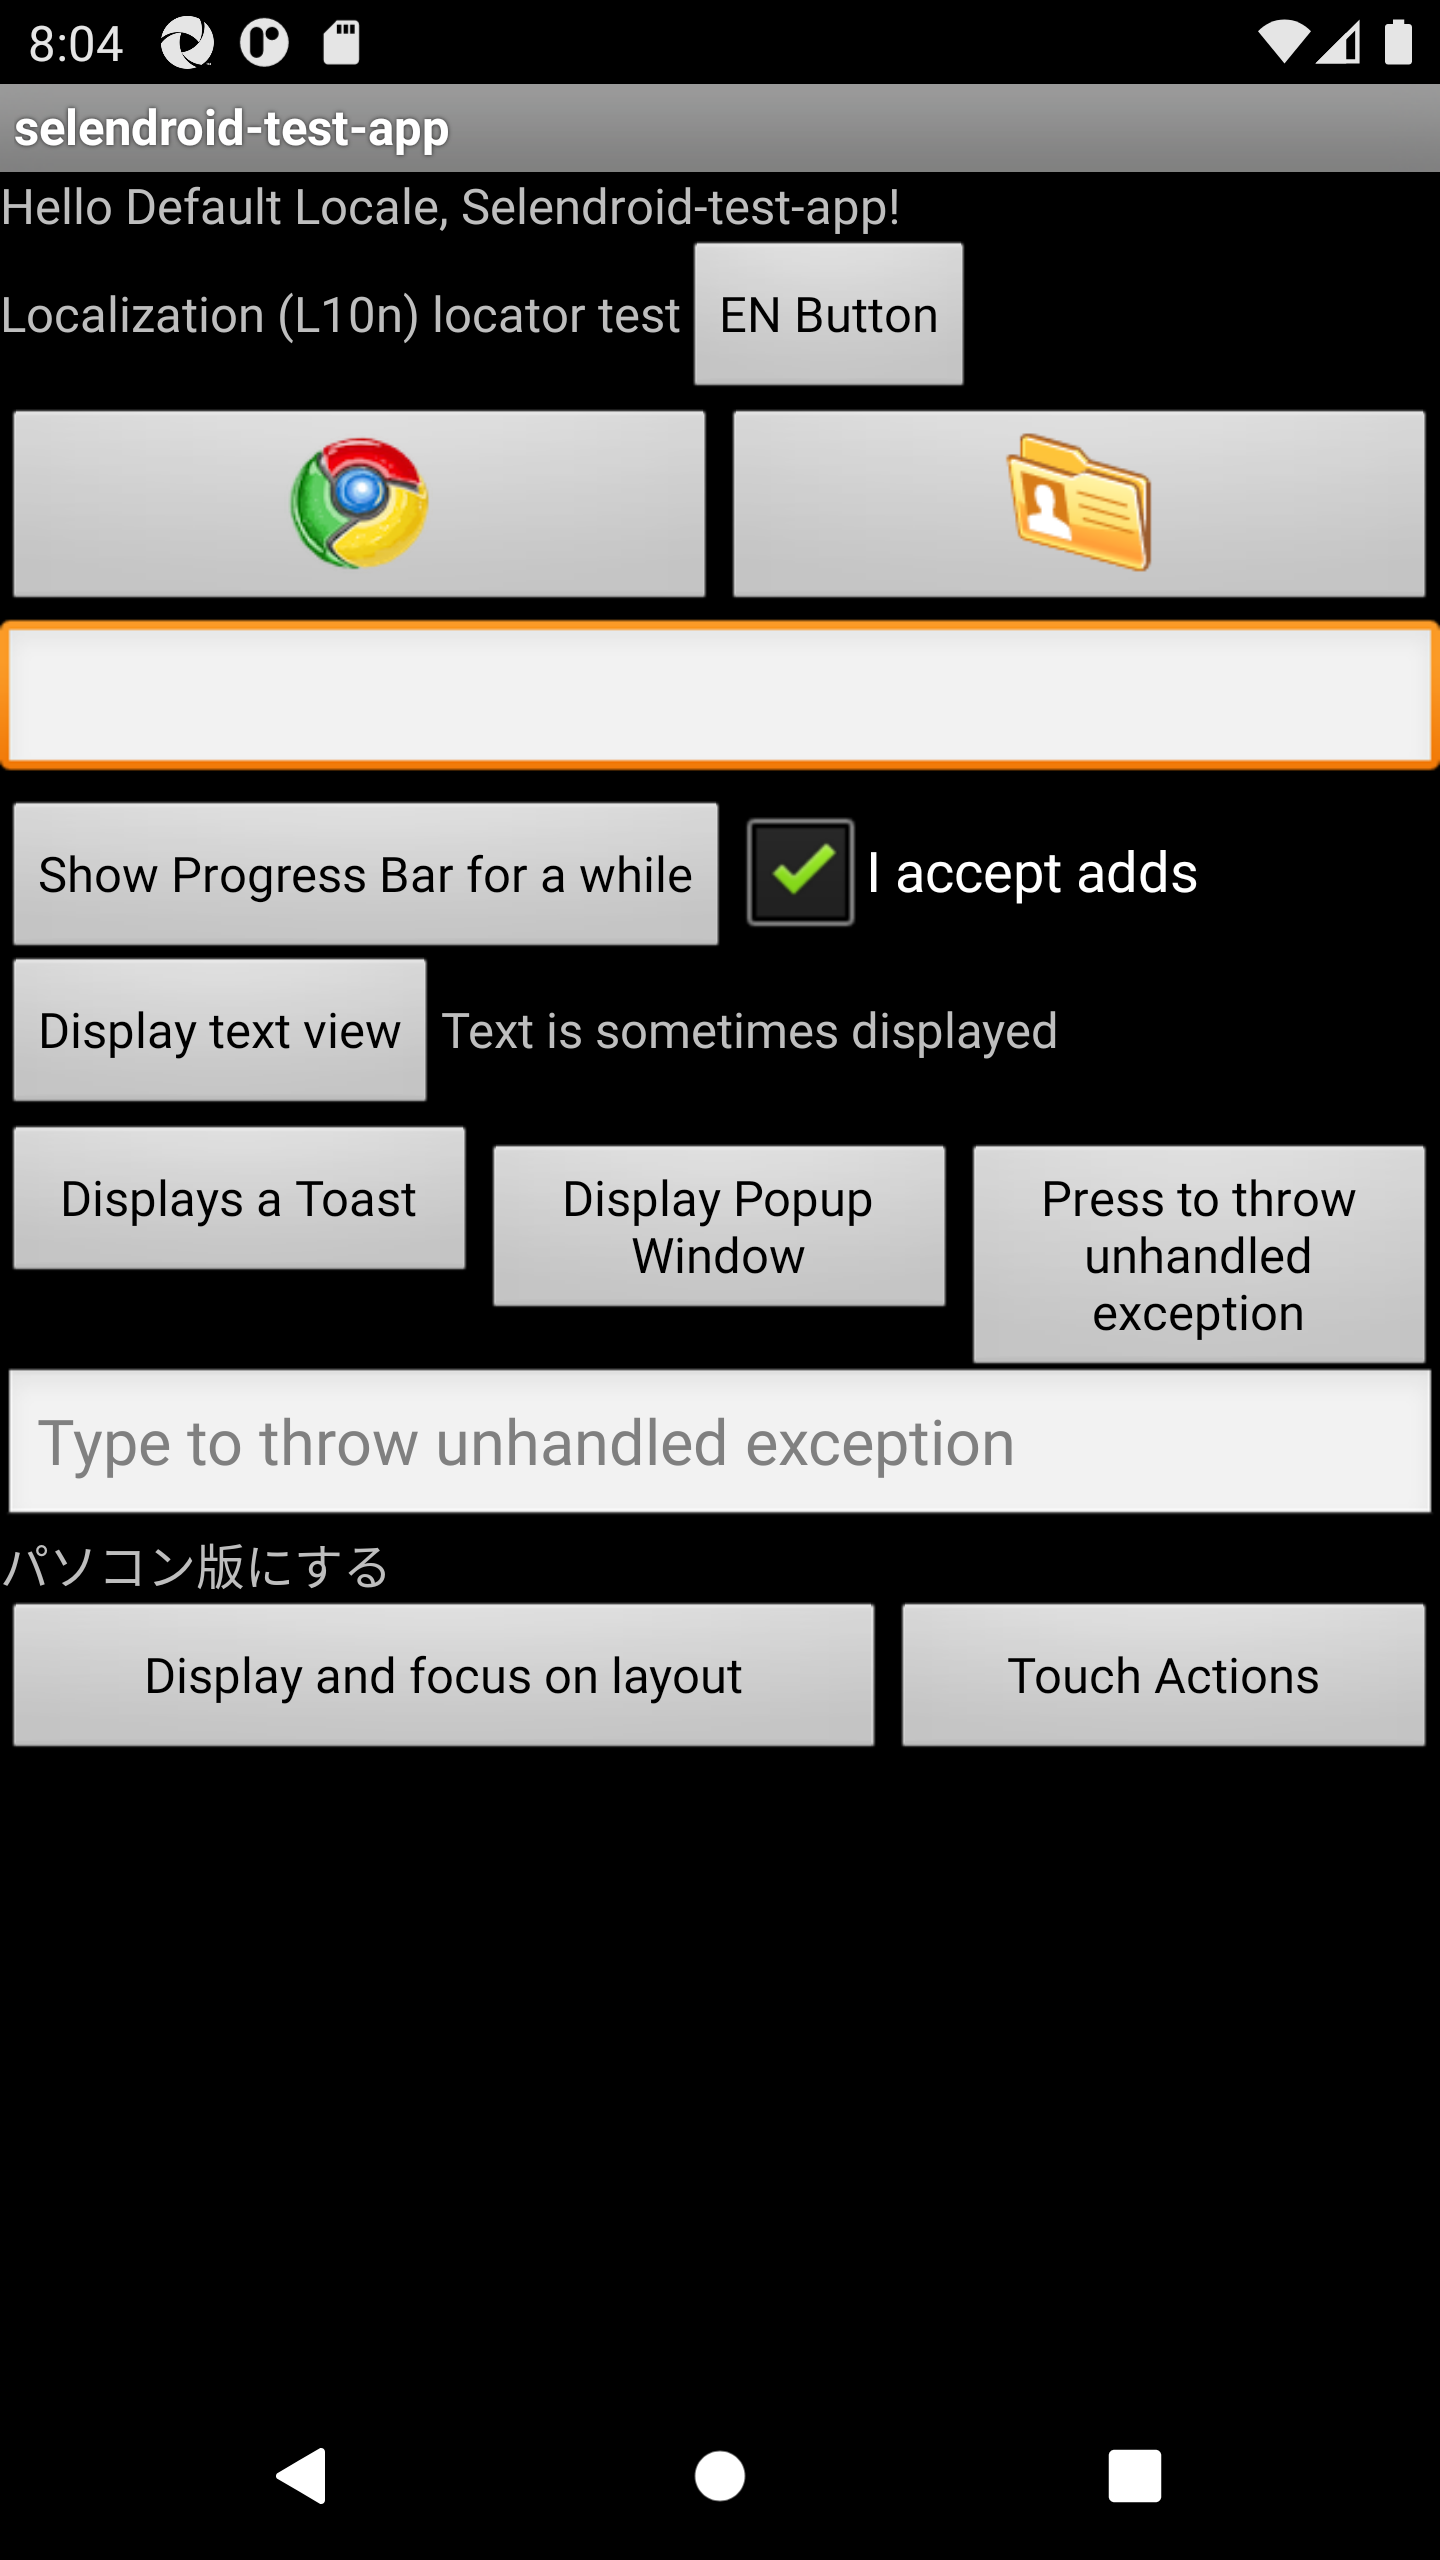 8:04
selendroid-test-app
Hello Default Locale, Selendroid-test-app!
Localization (L10n) locator test
EN Button
Show Progress Bar for a while
I accept adds
Display text view
Text is sometimes displayed
Displays a Toast
Display Popup
Window
Press to throw
unhandled
exception
Type to throw unhandled exception
パソコン版にする
Display and focus on layout
Touch Actions